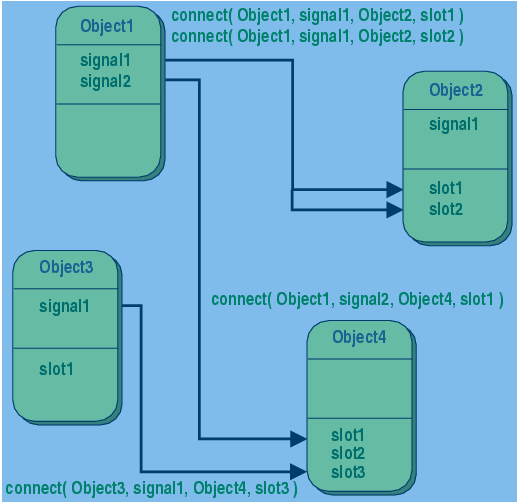 Object1
connect( Object1, signal1, Object2, slot1 )
connect( Object1, signal1, Object2, slot2 )
signal1
signal2
Object2
signal1
slot1
slot2
Object3
signal1
slot1
connect( Object1, signal2, Object4, slot1 )
Object4
slot1
slot2
slot3
connect( Object3, signal1, Object4, slot3 )